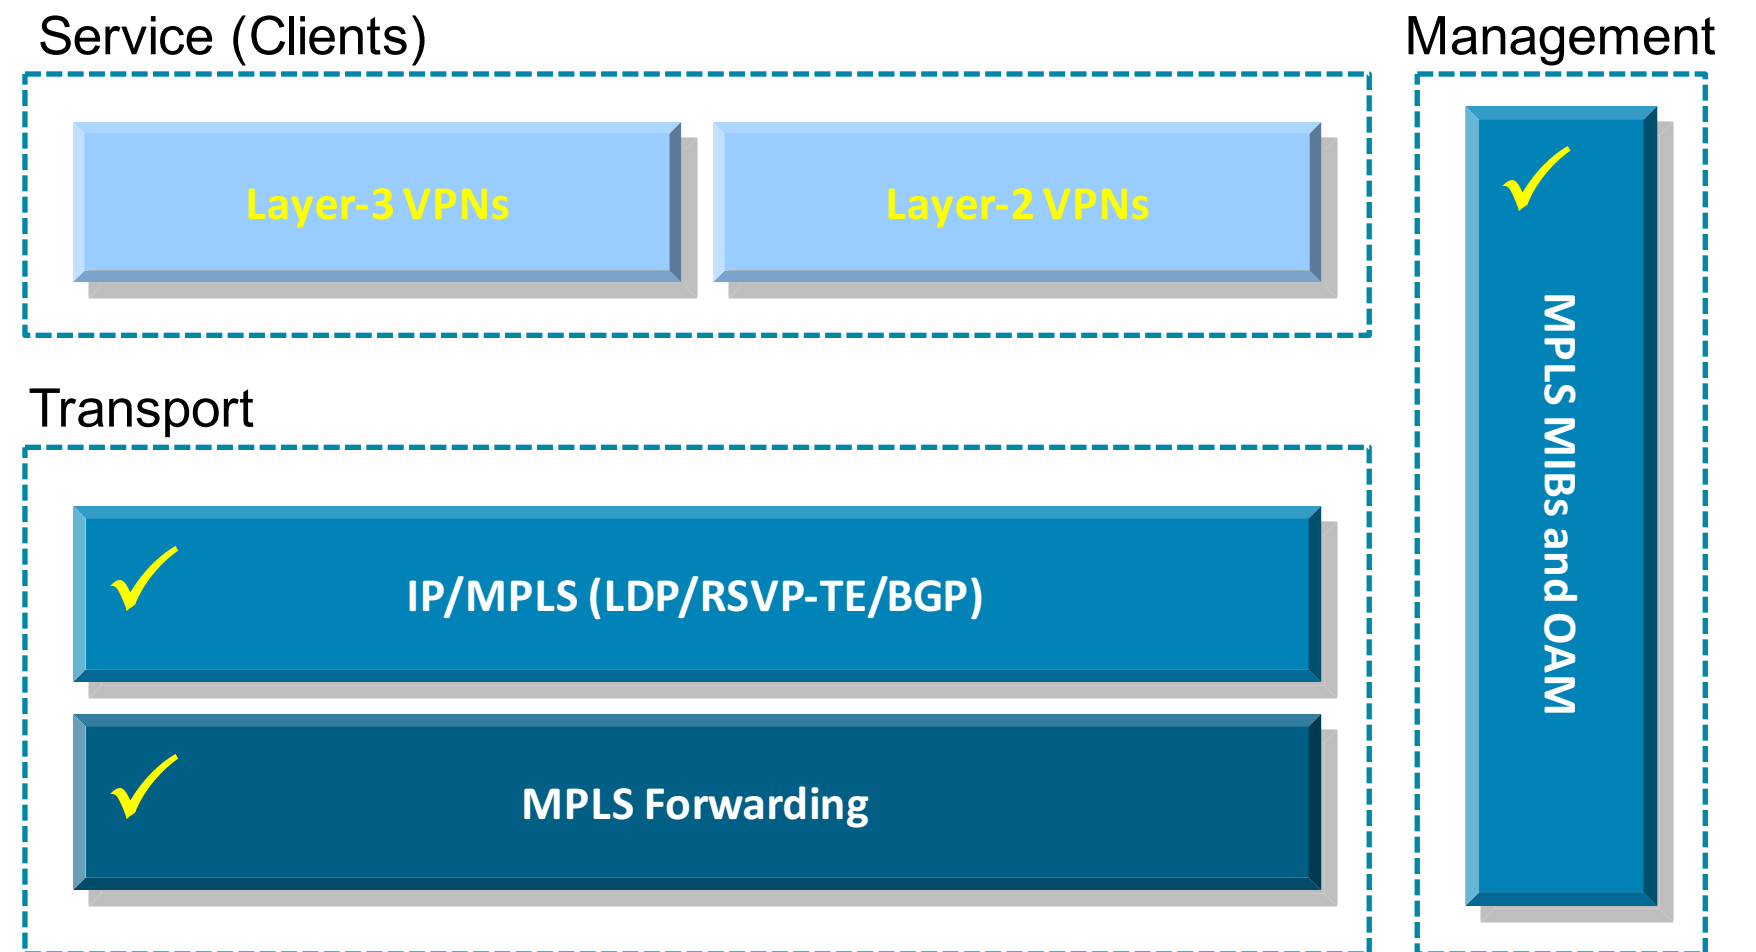 Service (Clients)
Management
Layer-3 VPNs
Layer-2 VPNs
MPLS MIBs and OAM
Transport
IP/MPLS (LDP/RSVP-TE/BGP)
MPLS Forwarding